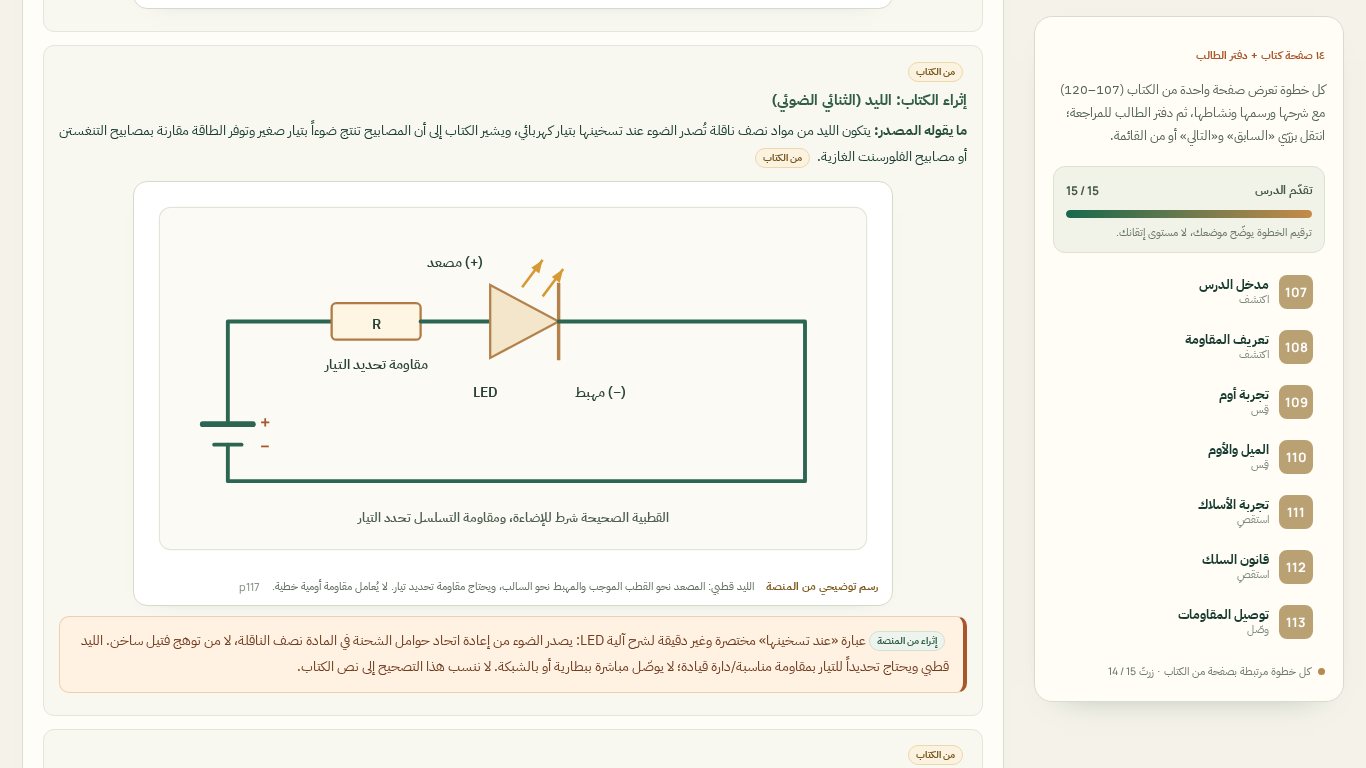 ١٤ صفحة كتاب + دفتر الطالب
كل خطوة تعرض صفحة واحدة من الكتاب (107–120)
مع شرحها ورسمها ونشاطها، ثم دفتر الطالب للمراجعة؛
انتقل بزرّي «السابق» و«التالي» أو من القائمة.
تقدّم الدرس
15 / 15
ترقيم الخطوة يوضّح موضعك، لا مستوى إتقانك.
107
مدخل الدرس
اكتشف
108
تعريف المقاومة
اكتشف
109
تجربة أوم
قِس
110
الميل والأوم
قِس
111
تجربة الأسلاك
استقصِ
112
قانون السلك
استقصِ
113
توصيل المقاومات
وصّل
كل خطوة مرتبطة بصفحة من الكتاب · زرتَ 15 / 14
من الكتاب
إثراء الكتاب: الليد (الثنائي الضوئي)
ما يقوله المصدر: يتكون الليد من مواد نصف ناقلة تُصدر الضوء عند تسخينها بتيار كهربائي، ويشير الكتاب إلى أن المصابيح تنتج ضوءاً بتيار صغير وتوفر الطاقة مقارنة بمصابيح التنغستن
أو مصابيح الفلورسنت الغازية. من الكتاب
(+) مصعد
R
مقاومة تحديد التيار
LED
(−) مهبط
+
−
القطبية الصحيحة شرط للإضاءة، ومقاومة التسلسل تحدد التيار
رسم توضيحي من المنصة الليد قطبي: المصعد نحو القطب الموجب والمهبط نحو السالب، ويحتاج مقاومة تحديد تيار. لا يُعامل مقاومة أومية خطية. p117
إثراء من المنصة عبارة «عند تسخينها» مختصرة وغير دقيقة لشرح آلية LED: يصدر الضوء من إعادة اتحاد حوامل الشحنة في المادة نصف الناقلة، لا من توهج فتيل ساخن. الليد
قطبي ويحتاج تحديداً للتيار بمقاومة مناسبة/دارة قيادة؛ لا يوصّل مباشرة ببطارية أو بالشبكة. لا ننسب هذا التصحيح إلى نص الكتاب.
من الكتاب